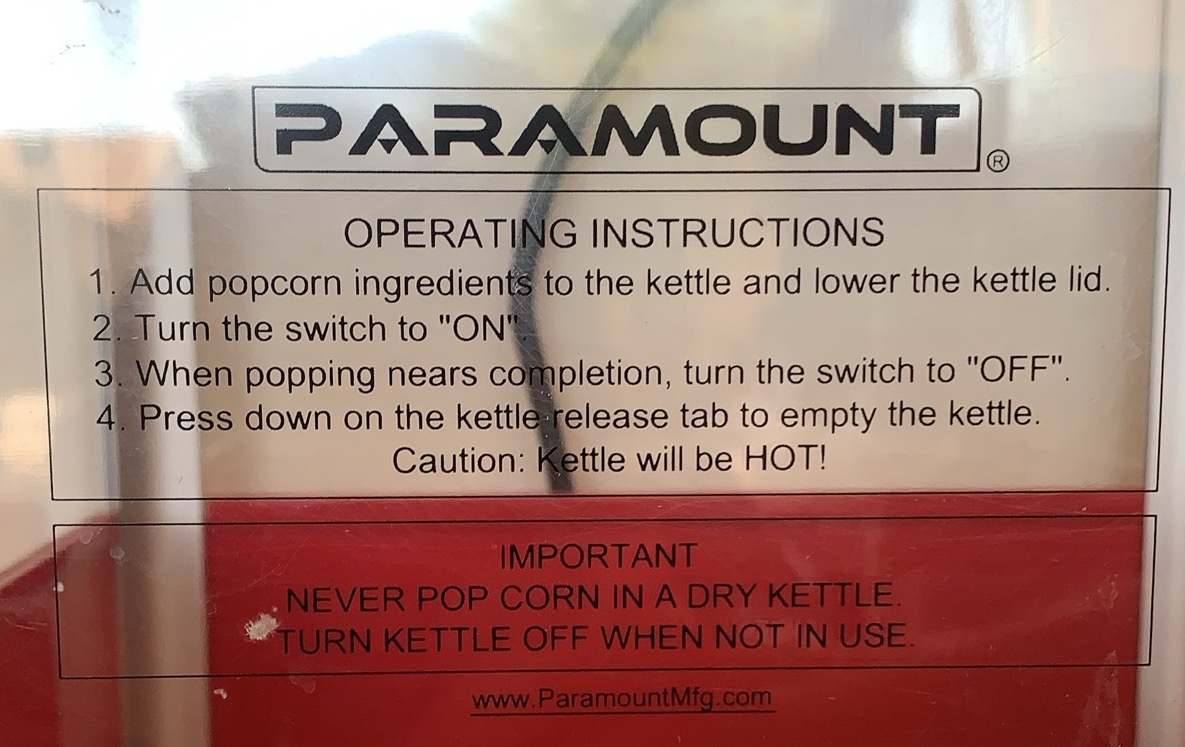 PARAMOUNT®
OPERATING INSTRUCTIONS
1. Add popcorn ingredients to the kettle and lower the kettle lid.
2. Turn the switch to "ON".
3. When popping nears completion, turn the switch to "OFF".
4. Press down on the kettle release tab to empty the kettle.
Caution: Kettle will be HOT!
IMPORTANT
NEVER POP CORN IN A DRY KETTLE.
TURN KETTLE OFF WHEN NOT IN USE.
www.ParamountMfg.com